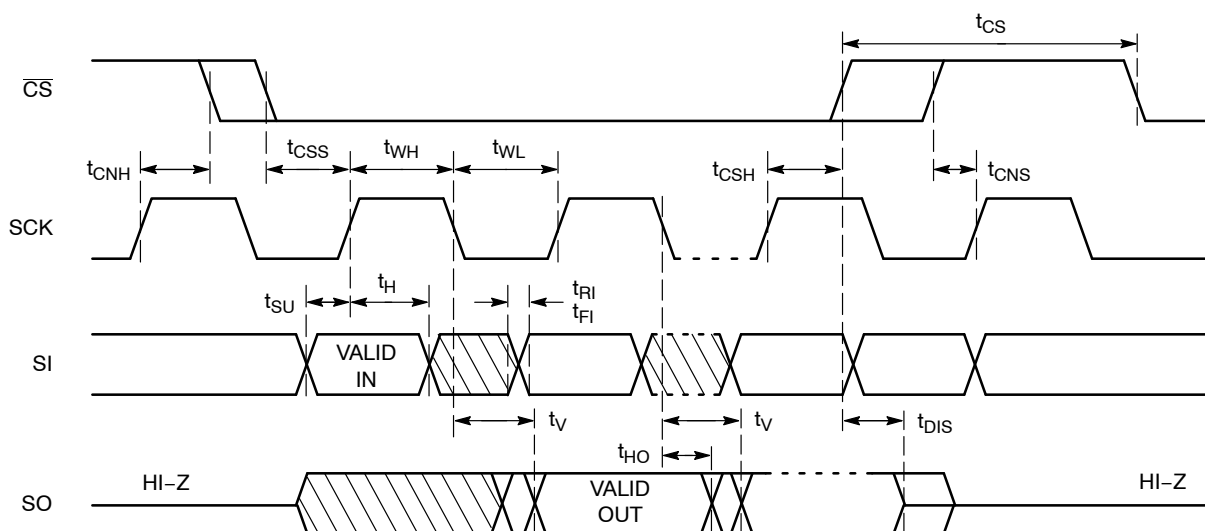 tCS
CS
tCNH
tCSS
tWH
tWL
tCSH
tCNS
SCK
tSU
tH
tRI
tFI
SI
VALID
IN
tV
tV
tDIS
tHO
HI–Z
VALID
OUT
HI–Z
SO